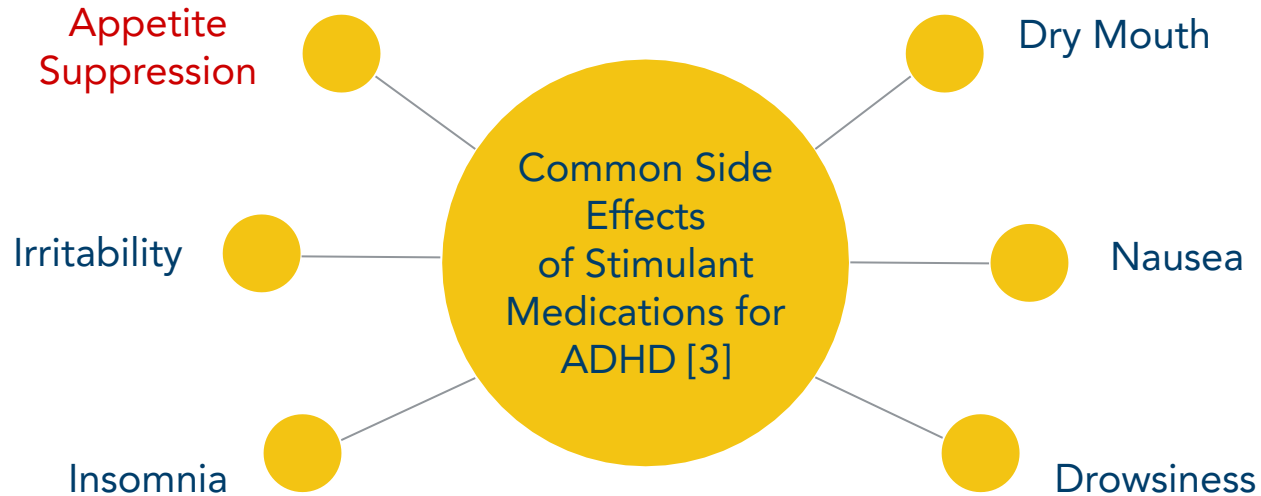 Appetite
Suppression
Dry Mouth
Common Side
Effects
of Stimulant
Medications for
ADHD [3]
Irritability
Nausea
Insomnia
Drowsiness